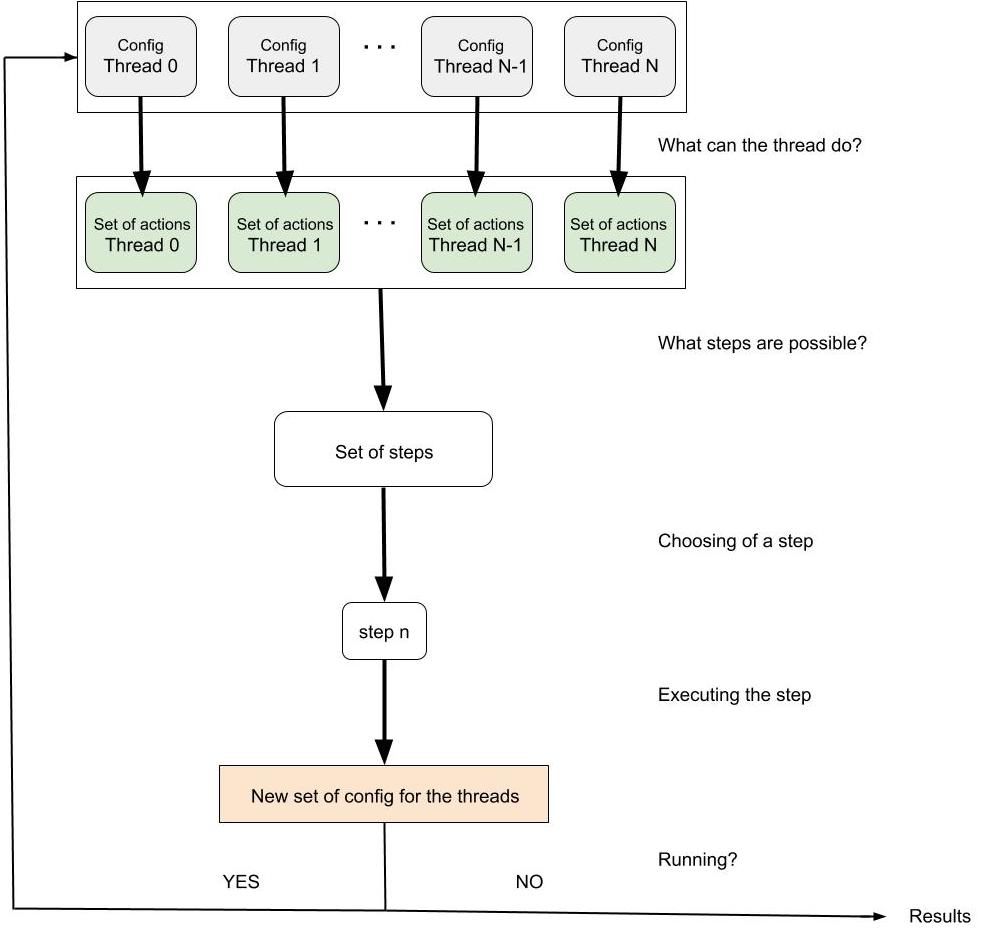 Config
Thread 0
Config
Thread 1
. . .
Config
Thread N-1
Config
Thread N
What can the thread do?
Set of actions
Thread 0
Set of actions
Thread 1
. . .
Set of actions
Thread N-1
Set of actions
Thread N
What steps are possible?
Set of steps
Choosing of a step
step n
Executing the step
New set of config for the threads
Running?
YES
NO
Results